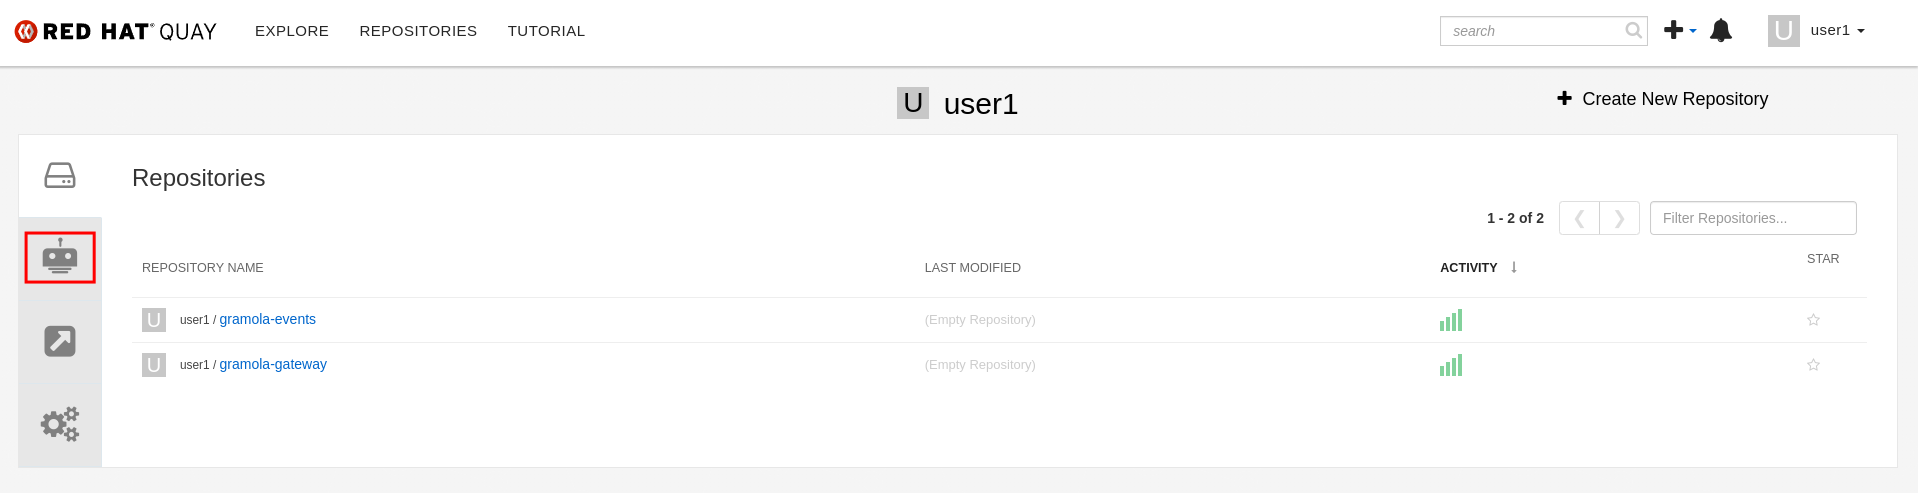 RED HAT® QUAY EXPLORE REPOSITORIES TUTORIAL search U user1
U user1 Create New Repository
Repositories
1 - 2 of 2 Filter Repositories...
REPOSITORY NAME LAST MODIFIED ACTIVITY STAR
U user1 / gramola-events (Empty Repository)
U user1 / gramola-gateway (Empty Repository)